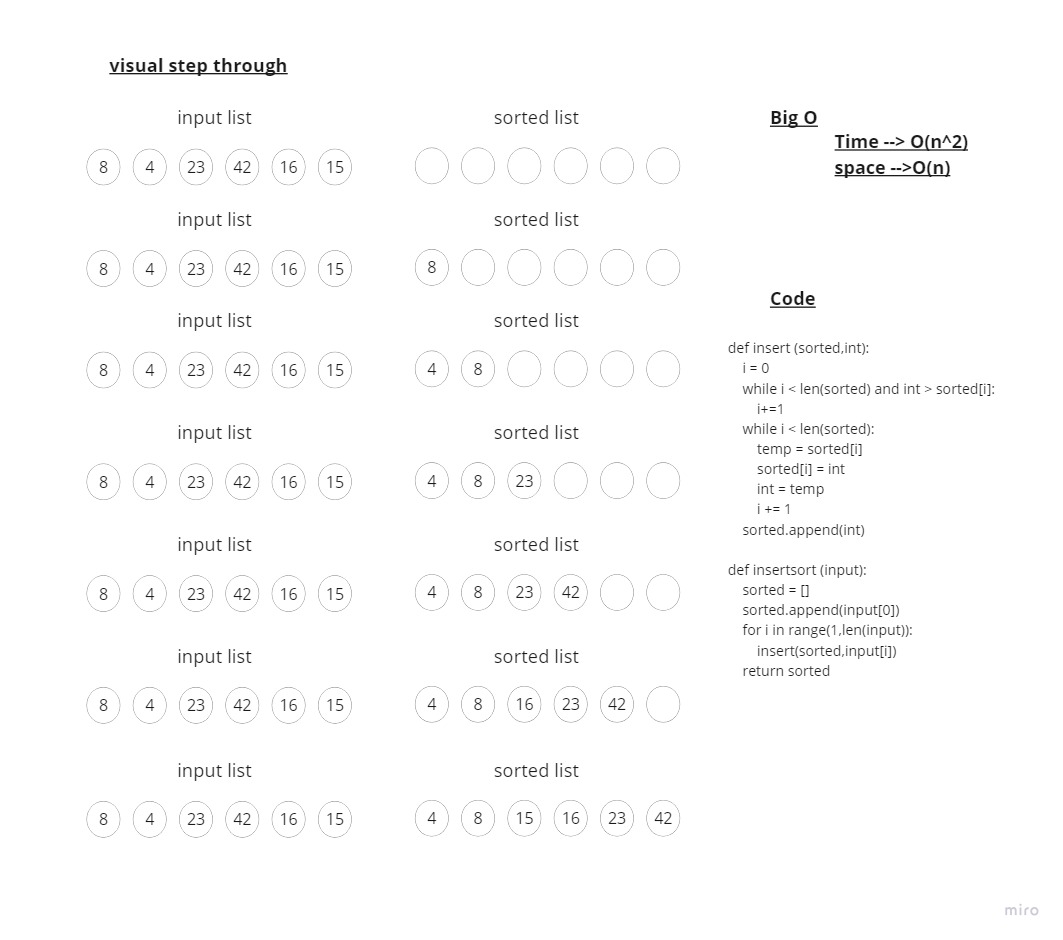 visual step through
input list
sorted list
8 4 23 42 16 15
input list
sorted list
8 4 23 42 16 15
8
input list
sorted list
8 4 23 42 16 15
4 8
input list
sorted list
8 4 23 42 16 15
4 8 23
input list
sorted list
8 4 23 42 16 15
4 8 23 42
input list
sorted list
8 4 23 42 16 15
4 8 16 23 42
input list
sorted list
8 4 23 42 16 15
4 8 15 16 23 42
Big O
Time --> O(n^2)
space -->O(n)
Code
def insert (sorted,int):
    i = 0
    while i < len(sorted) and int > sorted[i]:
        i+=1
    while i < len(sorted):
        temp = sorted[i]
        sorted[i] = int
        int = temp
        i += 1
    sorted.append(int)
def insertsort (input):
    sorted = []
    sorted.append(input[0])
    for i in range(1,len(input)):
        insert(sorted,input[i])
    return sorted
miro